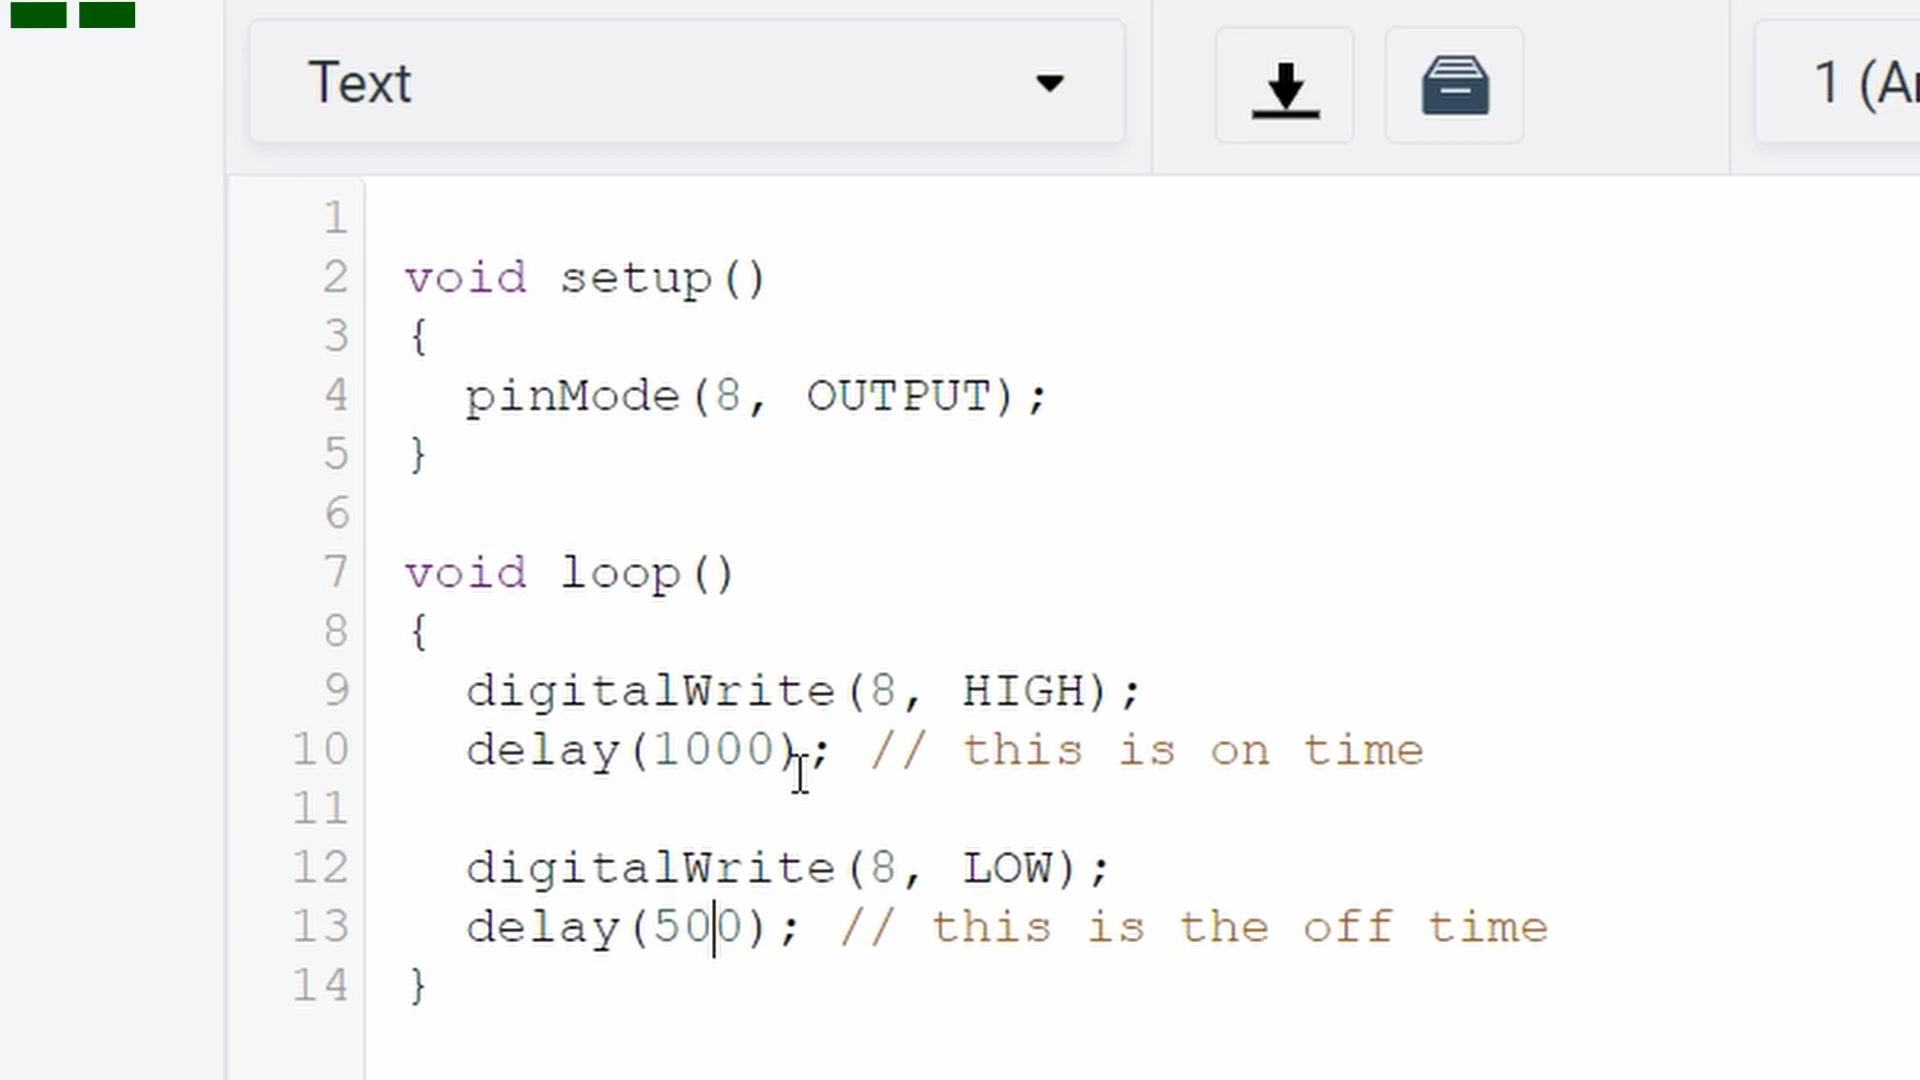 Text
1 (Ar
1
2 void setup()
3 {
4   pinMode(8, OUTPUT);
5 }
6
7 void loop()
8 {
9   digitalWrite(8, HIGH);
10   delay(1000); // this is on time
11
12   digitalWrite(8, LOW);
13   delay(500); // this is the off time
14 }